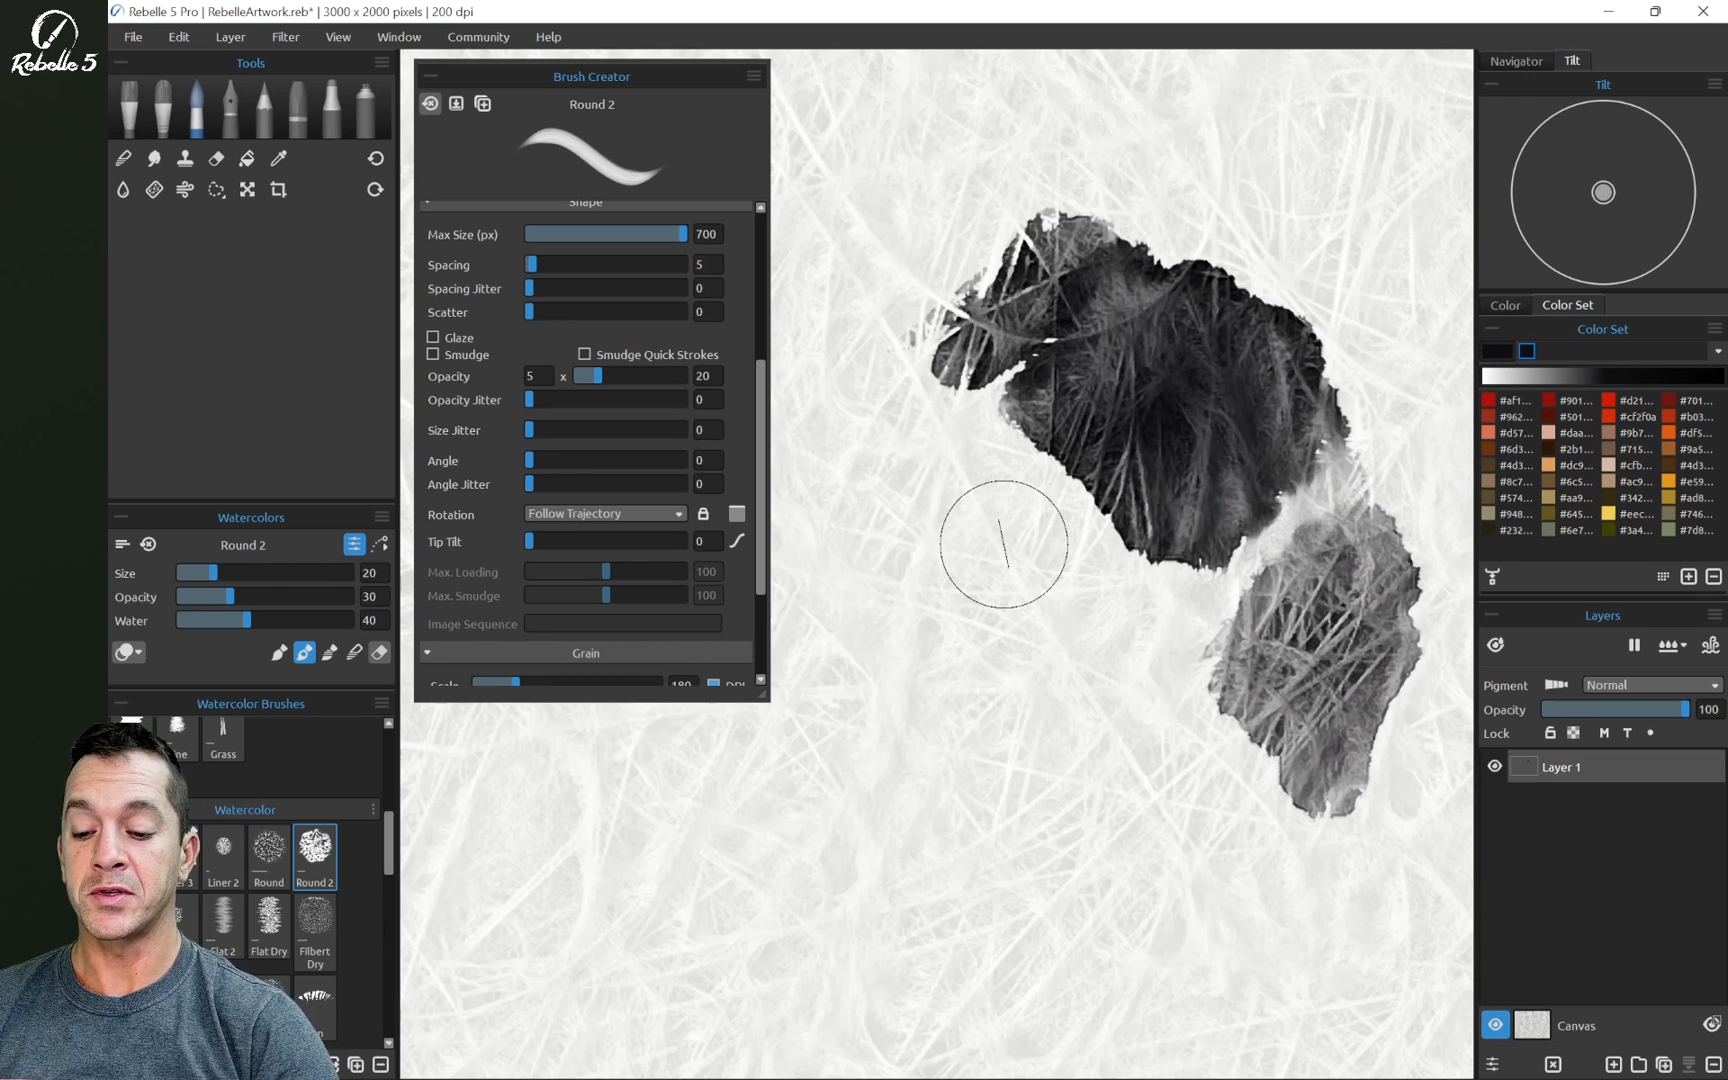 Rebelle 5
Rebelle 5 Pro | RebelleArtwork.reb* | 3000 x 2000 pixels | 200 dpi
File Edit Layer Filter View Window Community Help
Tools
Brush Creator
Round 2
Shape
Max Size (px) 700
Spacing 5
Spacing Jitter 0
Scatter 0
Glaze
Smudge Smudge Quick Strokes
Opacity 5 x 20
Opacity Jitter 0
Size Jitter 0
Angle 0
Angle Jitter 0
Rotation Follow Trajectory
Tip Tilt 0
Max. Loading 100
Max. Smudge 100
Image Sequence
Grain
Scale 180 DPI
Watercolors
Round 2
Size 20
Opacity 30
Water 40
Watercolor Brushes
Grass
Watercolor
Liner 2 Round Round 2
Flat 2 Flat Dry Filbert
Dry
Navigator Tilt
Tilt
Color Color Set
Color Set
#af1... #901... #d21... #701...
#962... #501... #cf2f0a #b03...
#d57... #daa... #9b7... #df5...
#6d3... #2b1... #715... #9a5...
#4d3... #dc9... #cfb... #4d3...
#8c7... #6c5... #ac9... #e59...
#574... #aa9... #342... #ad8...
#948... #645... #eec... #746...
#232... #6e7... #3a4... #7d8...
Layers
Pigment Normal
Opacity 100
Lock M T
Layer 1
Canvas